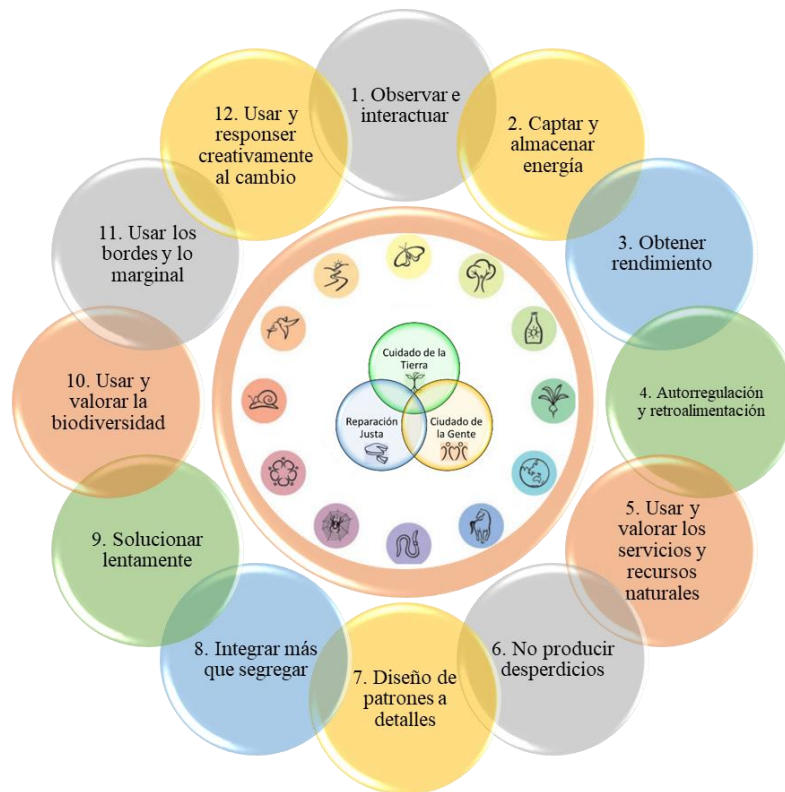 1. Observar e
interactuar
2. Captar y
almacenar
energía
3. Obtener
rendimiento
4. Autorregulación
y retroalimentación
5. Usar y
valorar los
servicios y
recursos
naturales
6. No producir
desperdicios
7. Diseño de
patrones a
detalles
8. Integrar más
que segregar
9. Solucionar
lentamente
10. Usar y
valorar la
biodiversidad
11. Usar los
bordes y lo
marginal
12. Usar y
responser
creativamente
al cambio
Cuidado de la
Tierra
Reparación
Justa
Ciudado de
la Gente